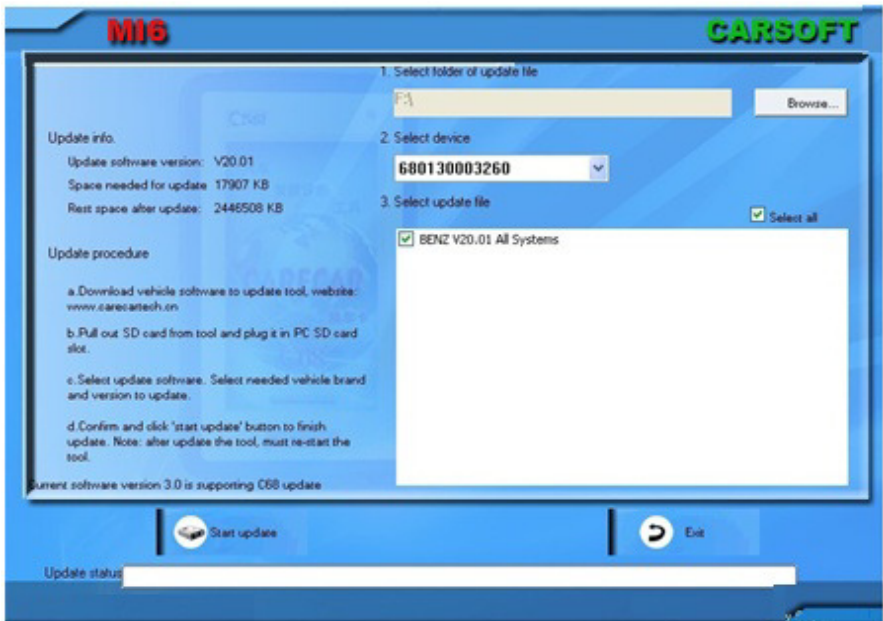 MI6
CARSOFT
1. Select folder of update file
F:\
Browse...
Update info.
Update software version: V20.01
Space needed for update 17907 KB
Rest space after update: 2446508 KB
2. Select device
680130003260
3. Select update file
Select all
BENZ V20.01 All Systems
Update procedure
a.Download vehicle software to update tool, website:
www.carecartech.cn
b.Pull out SD card from tool and plug it in PC SD card
slot.
c.Select update software. Select needed vehicle brand
and version to update.
d.Confirm and click 'start update' button to finish
update. Note: after update the tool, must re-start the
tool.
Current software version 3.0 is supporting C68 update
Start update
Exit
Update status